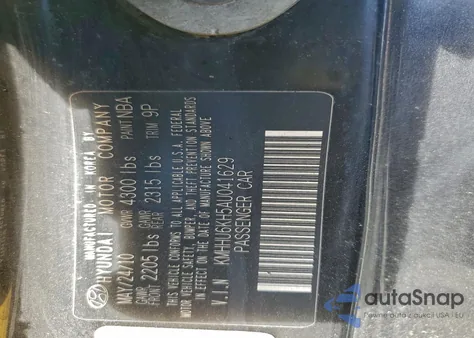 MANUFACTURED IN KOREA BY
HYUNDAI MOTOR COMPANY
MAY/24/10 GVWR 4300 lbs PAINT NBA
GAWR FRONT 2205 lbs GAWR REAR 2315 lbs TRIM 9P
THIS VEHICLE CONFORMS TO ALL APPLICABLE U.S.A. FEDERAL
MOTOR VEHICLE SAFETY, BUMPER, AND THEFT PREVENTION STANDARDS
IN EFFECT ON THE DATE OF MANUFACTURE SHOWN ABOVE
V.I.N KMHHU6KH5AU041629
PASSENGER CAR
autaSnap